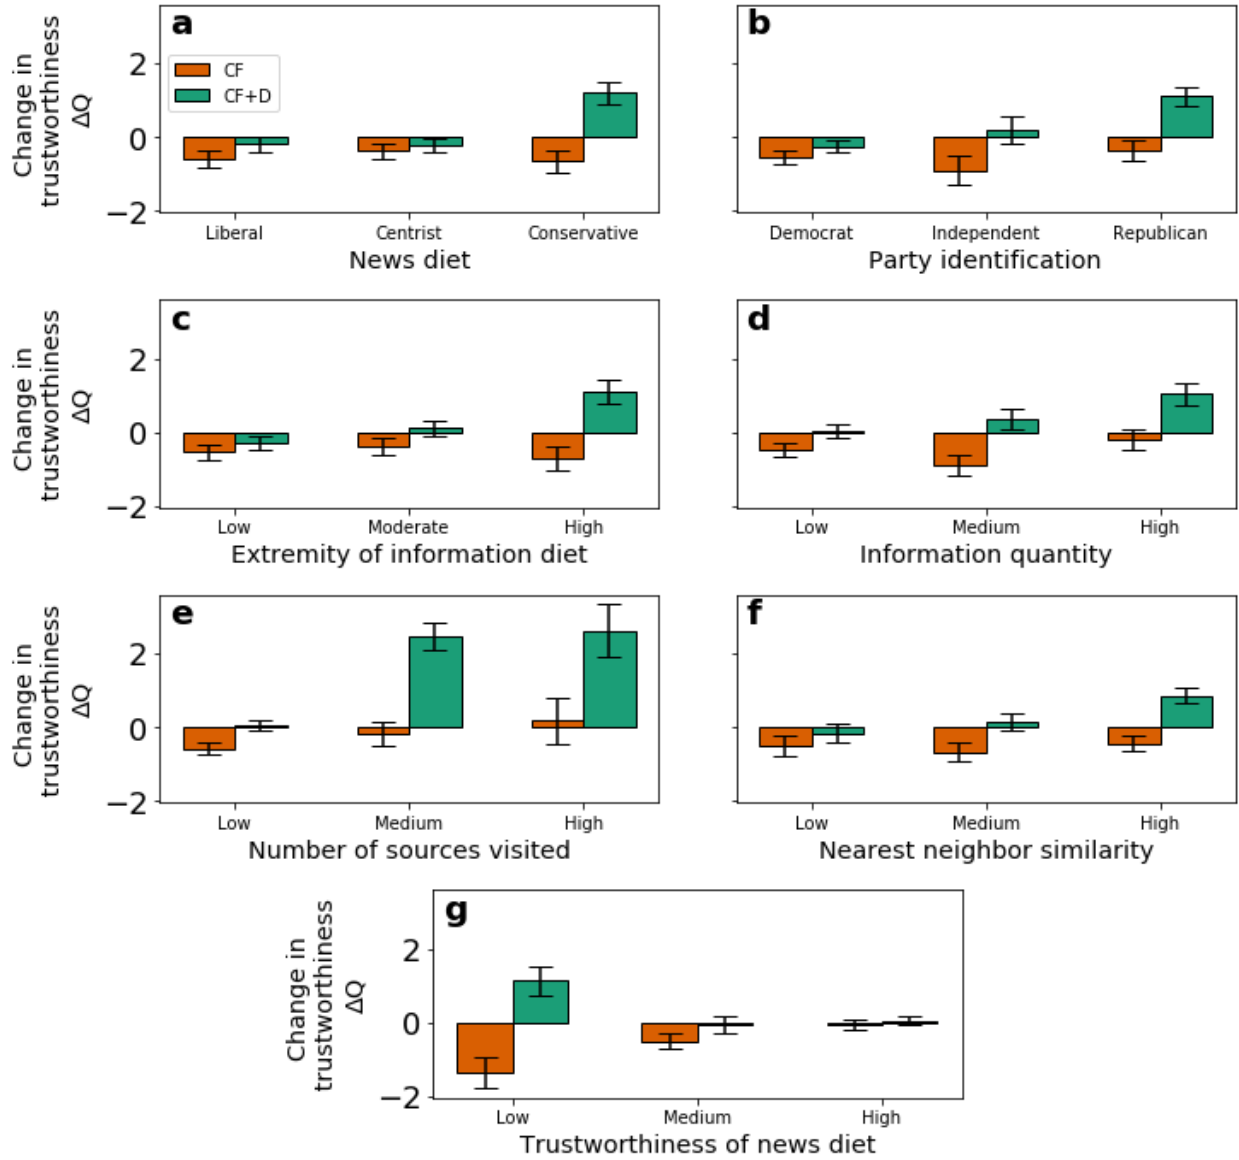 a
CF
CF+D
Change in
trustworthiness
ΔQ
2
0
−2
Liberal
Centrist
Conservative
News diet
b
Democrat
Independent
Republican
Party identification
c
Change in
trustworthiness
ΔQ
2
0
−2
Low
Moderate
High
Extremity of information diet
d
Low
Medium
High
Information quantity
e
Change in
trustworthiness
ΔQ
2
0
−2
Low
Medium
High
Number of sources visited
f
Low
Medium
High
Nearest neighbor similarity
g
Change in
trustworthiness
ΔQ
2
0
−2
Low
Medium
High
Trustworthiness of news diet